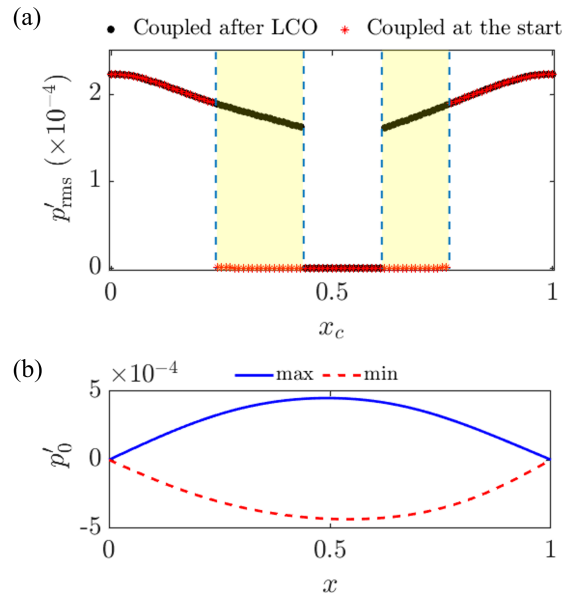 (a)
● Coupled after LCO ✳ Coupled at the start
p′rms (×10⁻⁴)
2
1
0
0 0.5 1
x_c
(b)
×10⁻⁴ max min
p′₀
5
0
-5
0 0.5 1
x